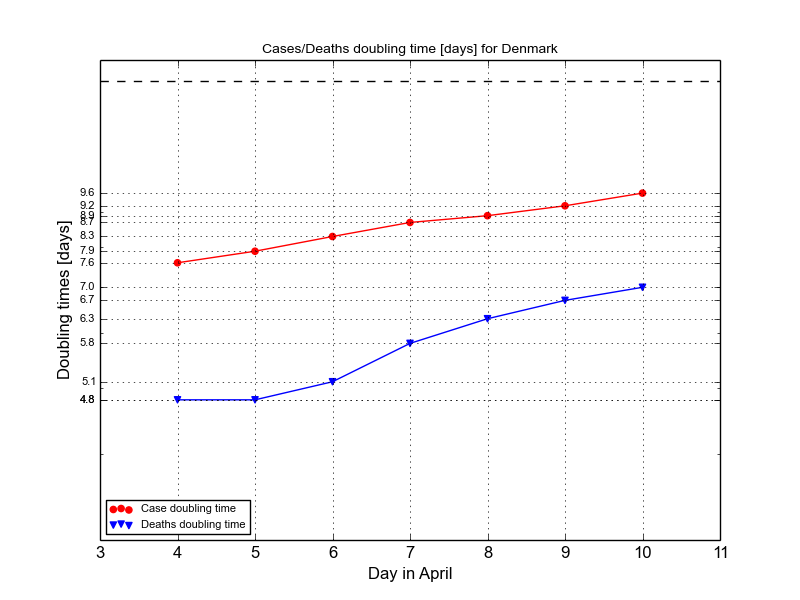 Cases/Deaths doubling time [days] for Denmark
Doubling times [days]
9.6
9.2
8.9
8.7
8.3
7.9
7.6
7.0
6.7
6.3
5.8
5.1
4.8
Case doubling time
Deaths doubling time
3 4 5 6 7 8 9 10 11
Day in April